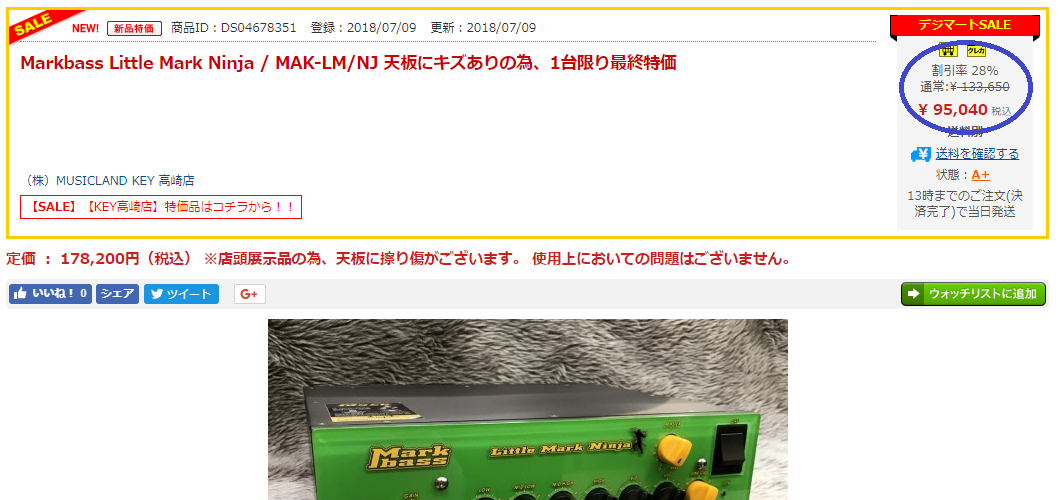 SALE
NEW! 新品特価 商品ID：DS04678351 登録：2018/07/09 更新：2018/07/09
Markbass Little Mark Ninja / MAK-LM/NJ 天板にキズありの為、1台限り最終特価
（株）MUSICLAND KEY 高崎店
【SALE】【KEY高崎店】特価品はコチラから！！
デジマートSALE
クレカ
割引率 28%
通常:¥ 133,650
¥ 95,040 税込
送料別
送料を確認する
状態：A+
13時までのご注文(決
済完了)で当日発送
定価 ： 178,200円（税込） ※店頭展示品の為、天板に擦り傷がございます。 使用上においての問題はございません。
いいね！ 0 シェア ツイート G+ ウォッチリストに追加
Mark
bass
Little Mark Ninja
GAIN
LOW
MID LOW
MID HIGH